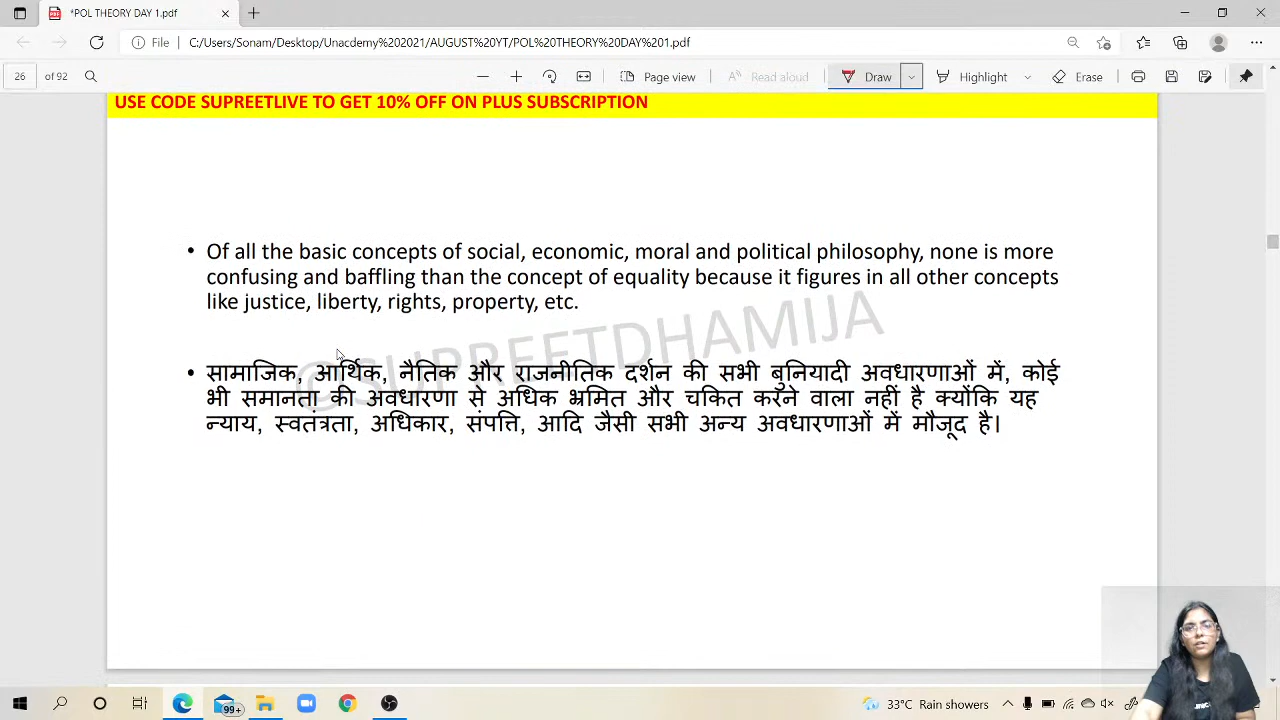 *POL THEORY DAY 1.pdf
File C:/Users/Sonam/Desktop/Unacdemy%202021/AUGUST%20YT/POL%20THEORY%20DAY%201.pdf
26 of 92 Page view Read aloud Draw Highlight Erase
USE CODE SUPREETLIVE TO GET 10% OFF ON PLUS SUBSCRIPTION
• Of all the basic concepts of social, economic, moral and political philosophy, none is more
confusing and baffling than the concept of equality because it figures in all other concepts
like justice, liberty, rights, property, etc.
©SUPREETDHAMIJA
• सामाजिक, आर्थिक, नैतिक और राजनीतिक दर्शन की सभी बुनियादी अवधारणाओं में, कोई
भी समानता की अवधारणा से अधिक भ्रमित और चकित करने वाला नहीं है क्योंकि यह
न्याय, स्वतंत्रता, अधिकार, संपत्ति, आदि जैसी सभी अन्य अवधारणाओं में मौजूद है।
99+ 33°C Rain showers